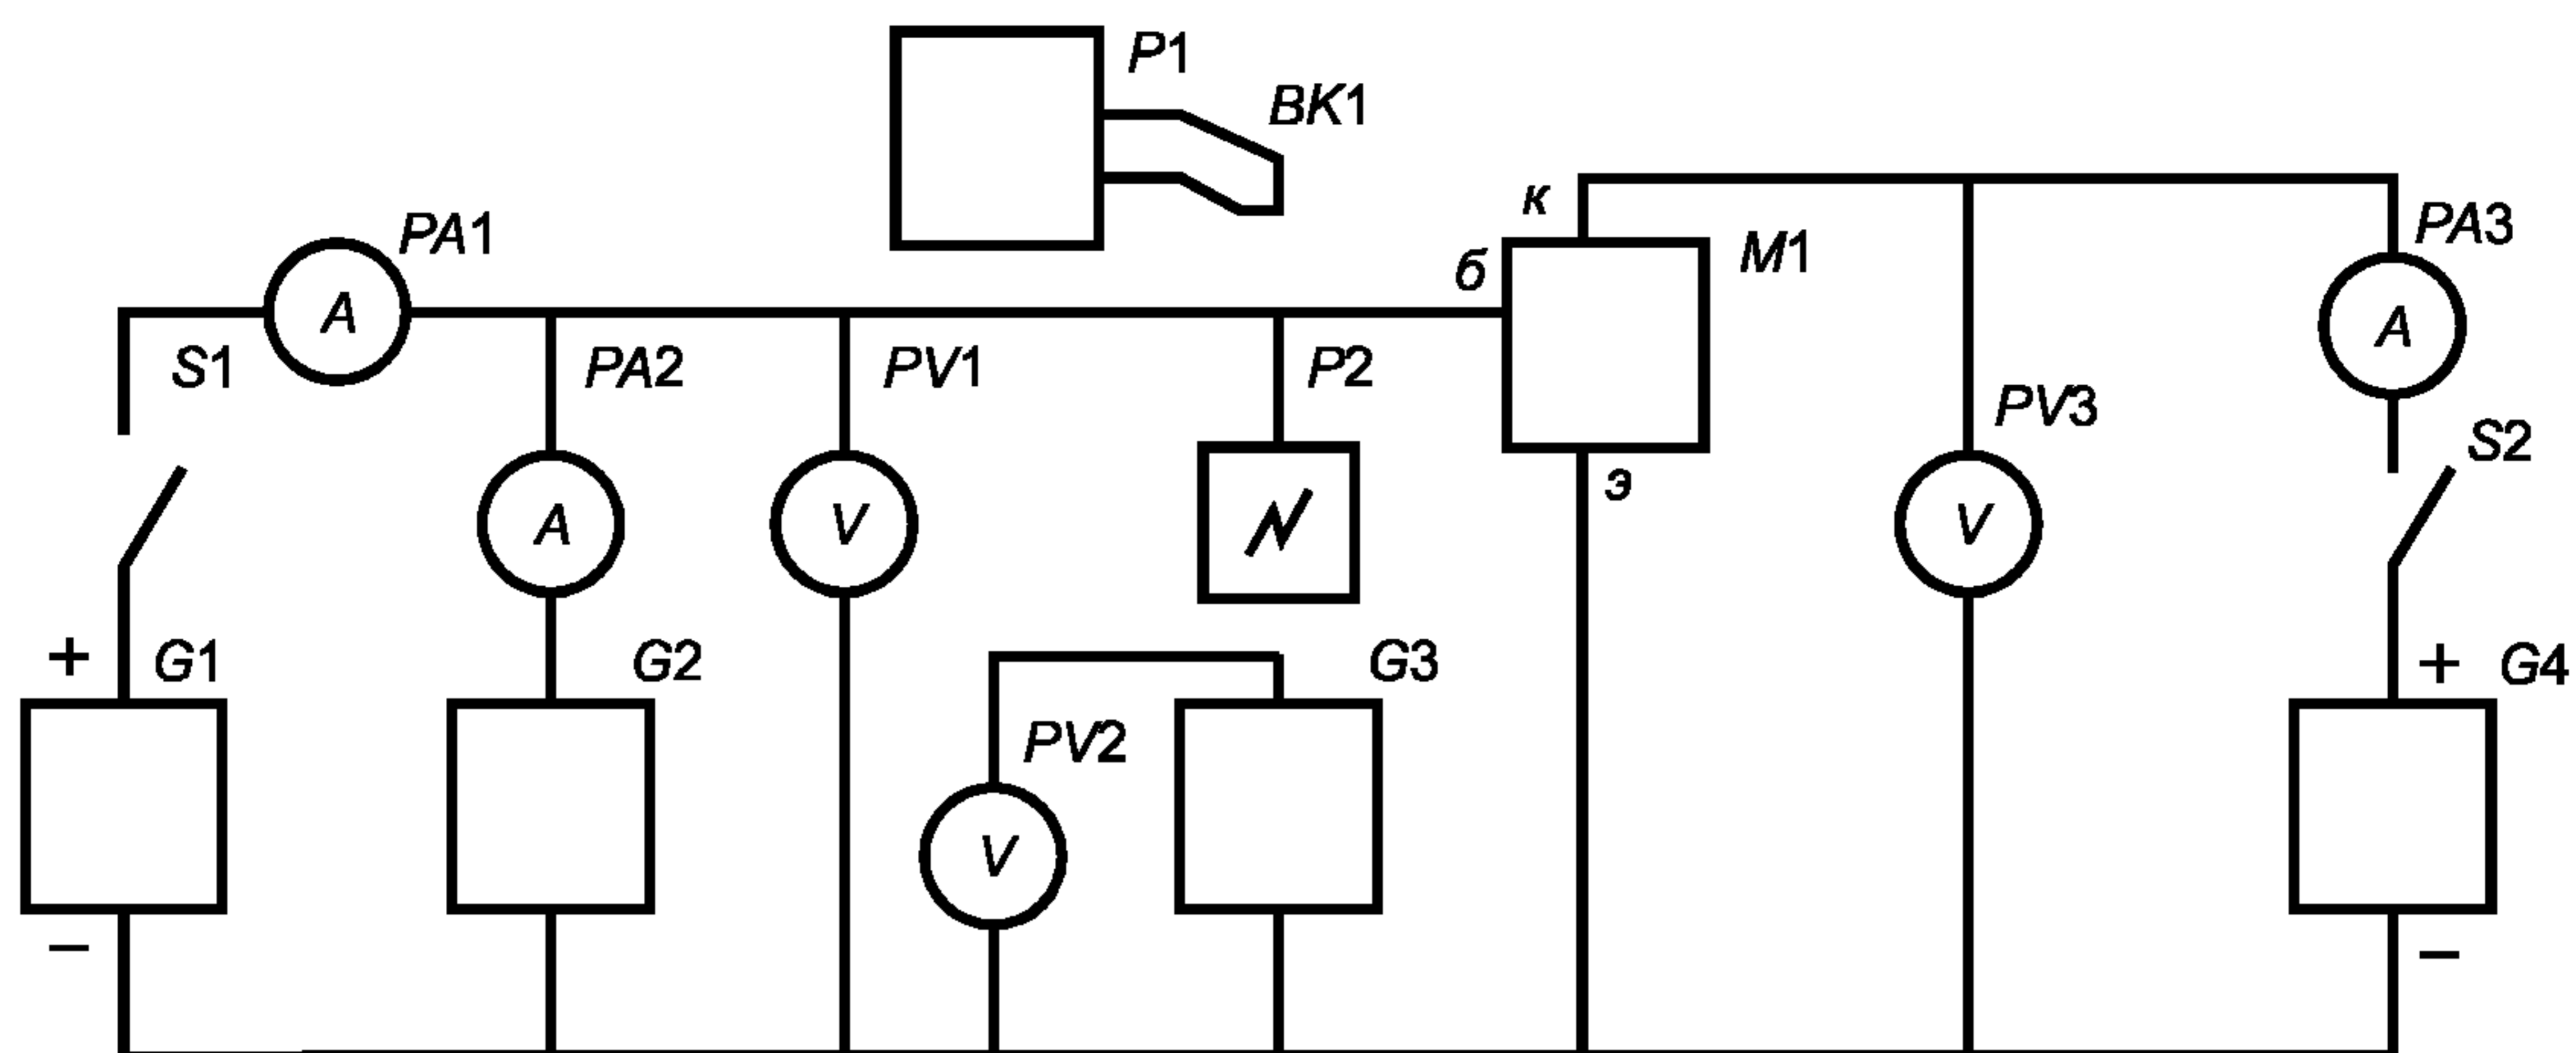 P1
BK1
к
PA1
б
M1
PA3
A
A
S1
PA2
PV1
P2
PV3
S2
э
A
V
V
+
G1
G2
G3
+
G4
PV2
V
−
−